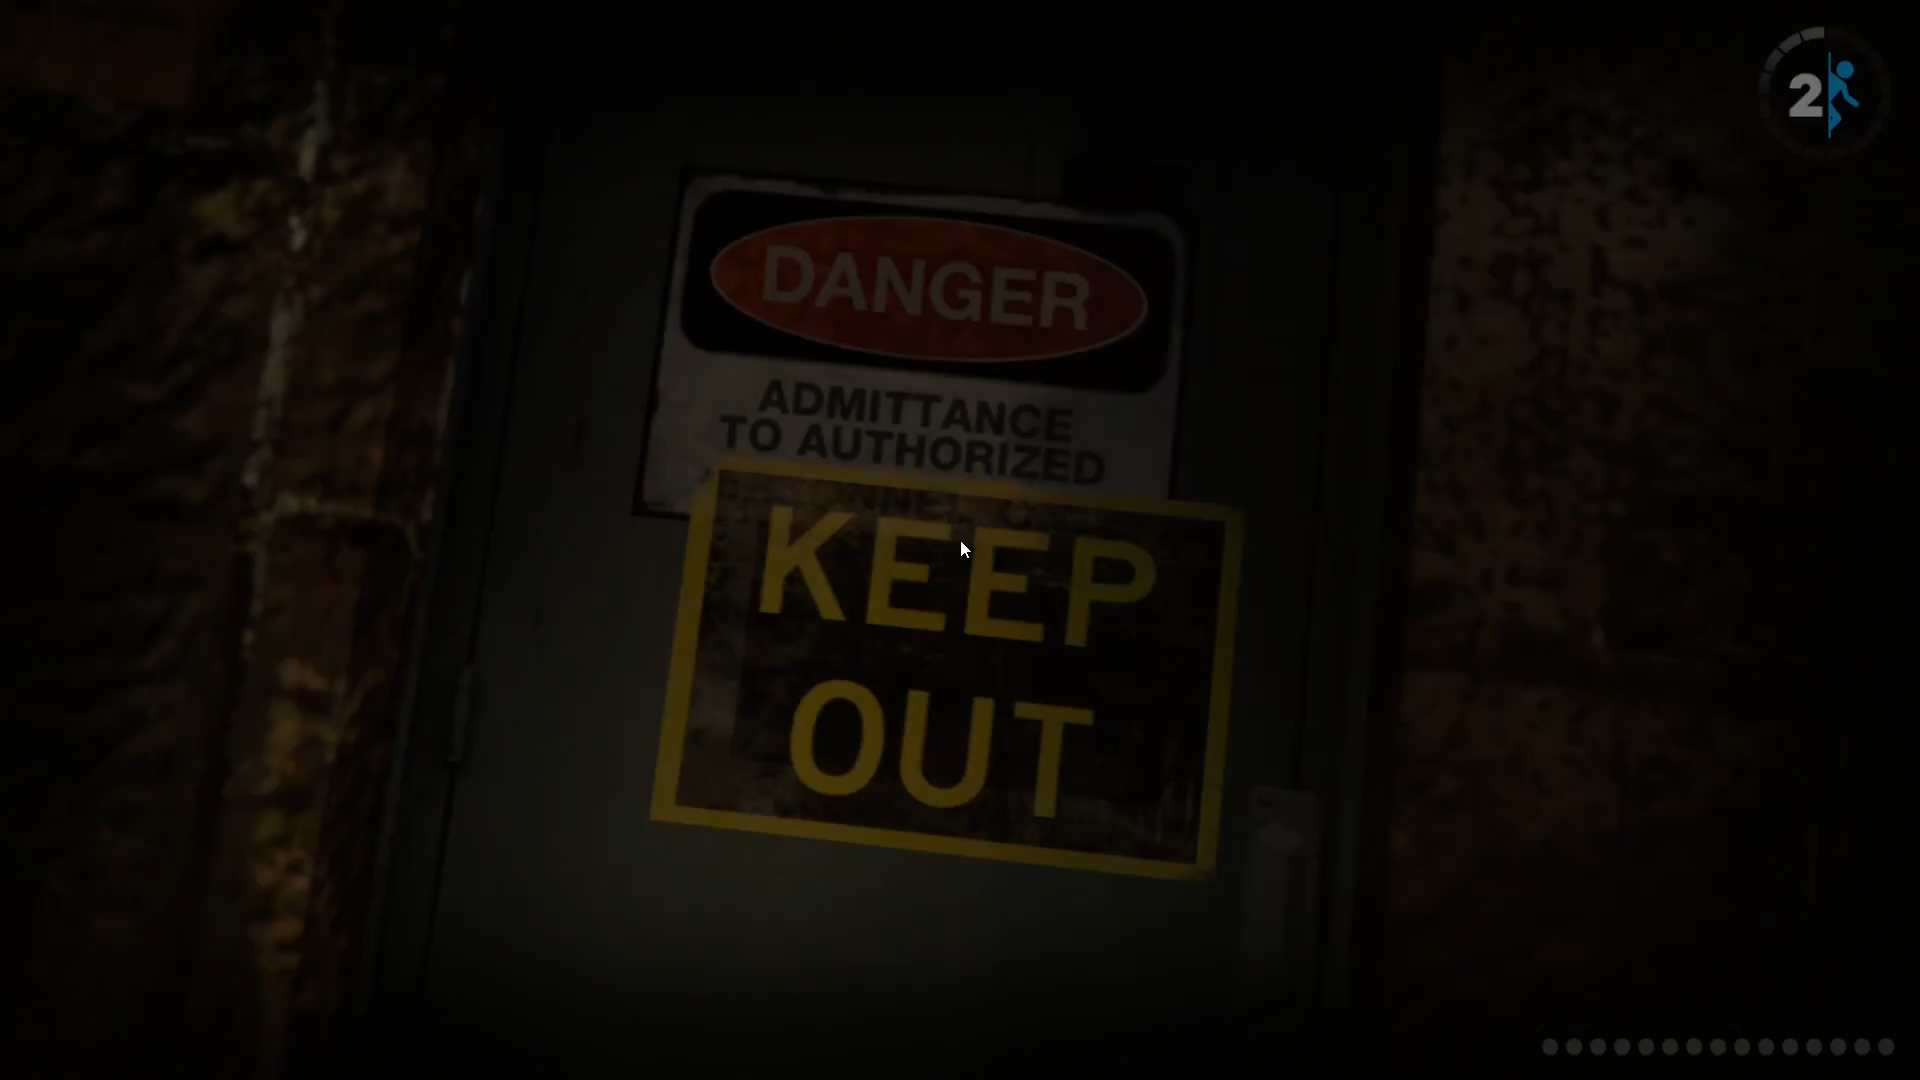 2
DANGER
ADMITTANCE
TO AUTHORIZED
KEEP
OUT